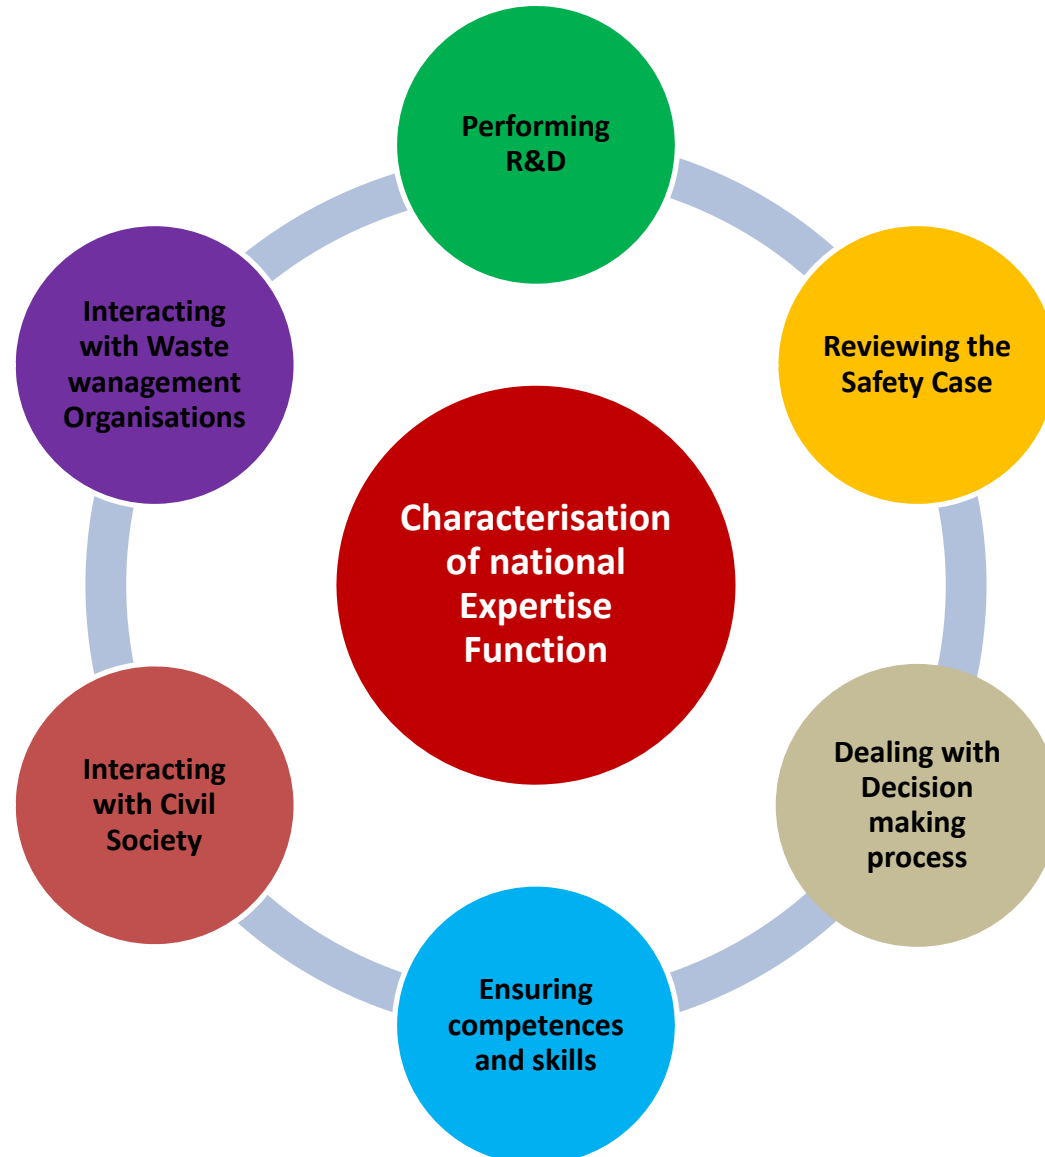 Performing
R&D
Interacting
with Waste
wanagement
Organisations
Reviewing the
Safety Case
Characterisation
of national
Expertise
Function
Interacting
with Civil
Society
Dealing with
Decision
making
process
Ensuring
competences
and skills